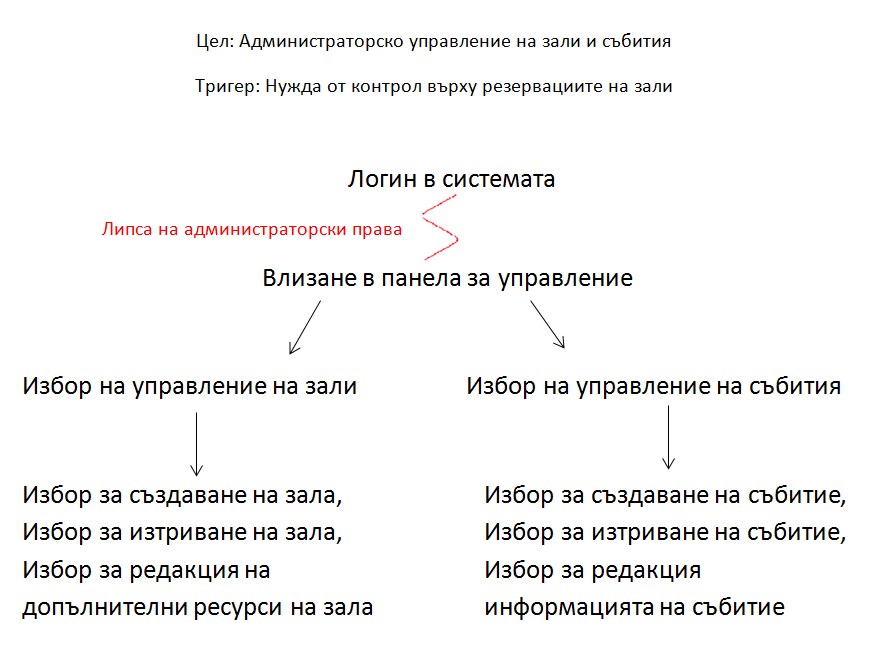 Цел: Администраторско управление на зали и събития
Тригер: Нужда от контрол върху резервациите на зали
Логин в системата
Липса на администраторски права
Влизане в панела за управление
Избор на управление на зали
Избор на управление на събития
Избор за създаване на зала,
Избор за изтриване на зала,
Избор за редакция на
допълнителни ресурси на зала
Избор за създаване на събитие,
Избор за изтриване на събитие,
Избор за редакция
информацията на събитие